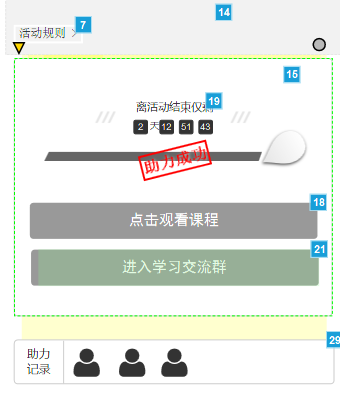 14
7
活动规则 >
15
19
离活动结束仅剩
2 天 12 51 43
助力成功
18
点击观看课程
21
进入学习交流群
29
助力
记录